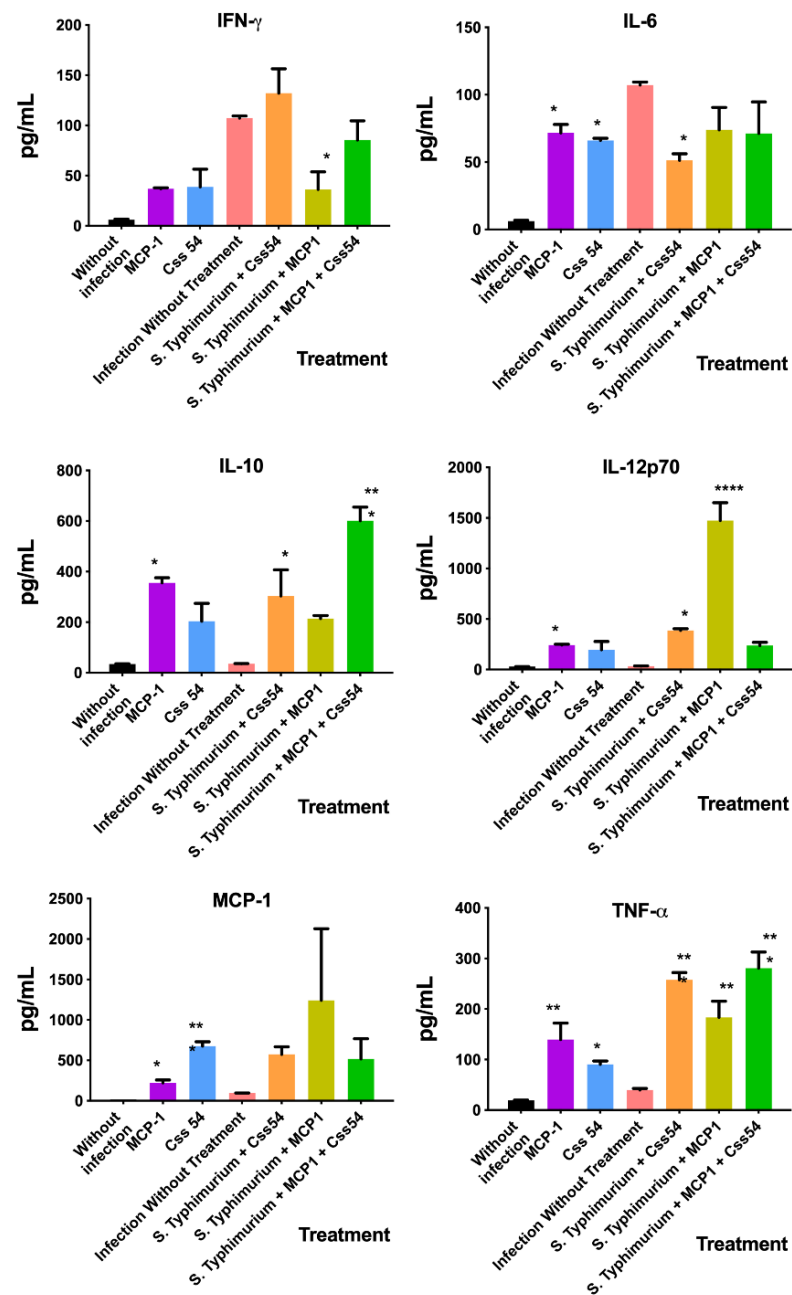 IFN-γ
200
150
100
50
0
pg/mL
*
Without
infection
MCP-1
Css 54
Infection Without Treatment
S. Typhimurium + Css54
S. Typhimurium + MCP1
S. Typhimurium + MCP1 + Css54
Treatment
IL-6
150
100
50
0
pg/mL
*
*
*
Without
infection
MCP-1
Css 54
Infection Without Treatment
S. Typhimurium + Css54
S. Typhimurium + MCP1
S. Typhimurium + MCP1 + Css54
Treatment
IL-10
800
600
400
200
0
pg/mL
*
*
**
*
Without
infection
MCP-1
Css 54
Infection Without Treatment
S. Typhimurium + Css54
S. Typhimurium + MCP1
S. Typhimurium + MCP1 + Css54
Treatment
IL-12p70
2000
1500
1000
500
0
pg/mL
*
*
****
Without
infection
MCP-1
Css 54
Infection Without Treatment
S. Typhimurium + Css54
S. Typhimurium + MCP1
S. Typhimurium + MCP1 + Css54
Treatment
MCP-1
2500
2000
1500
1000
500
0
pg/mL
*
**
*
Without
infection
MCP-1
Css 54
Infection Without Treatment
S. Typhimurium + Css54
S. Typhimurium + MCP1
S. Typhimurium + MCP1 + Css54
Treatment
TNF-α
400
300
200
100
0
pg/mL
**
*
**
*
**
**
*
Without
infection
MCP-1
Css 54
Infection Without Treatment
S. Typhimurium + Css54
S. Typhimurium + MCP1
S. Typhimurium + MCP1 + Css54
Treatment